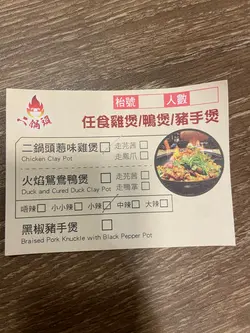 枱號 人數
二鍋頭
任食雞煲/鴨煲/豬手煲
二鍋頭惹味雞煲 走芫茜
Chicken Clay Pot 走鳳爪
火焰鴛鴦鴨煲 走芫茜
Duck and Cured Duck Clay Pot 走鴨潤
唔辣 小小辣 小辣 中辣 大辣
黑椒豬手煲
Braised Pork Knuckle with Black Pepper Pot